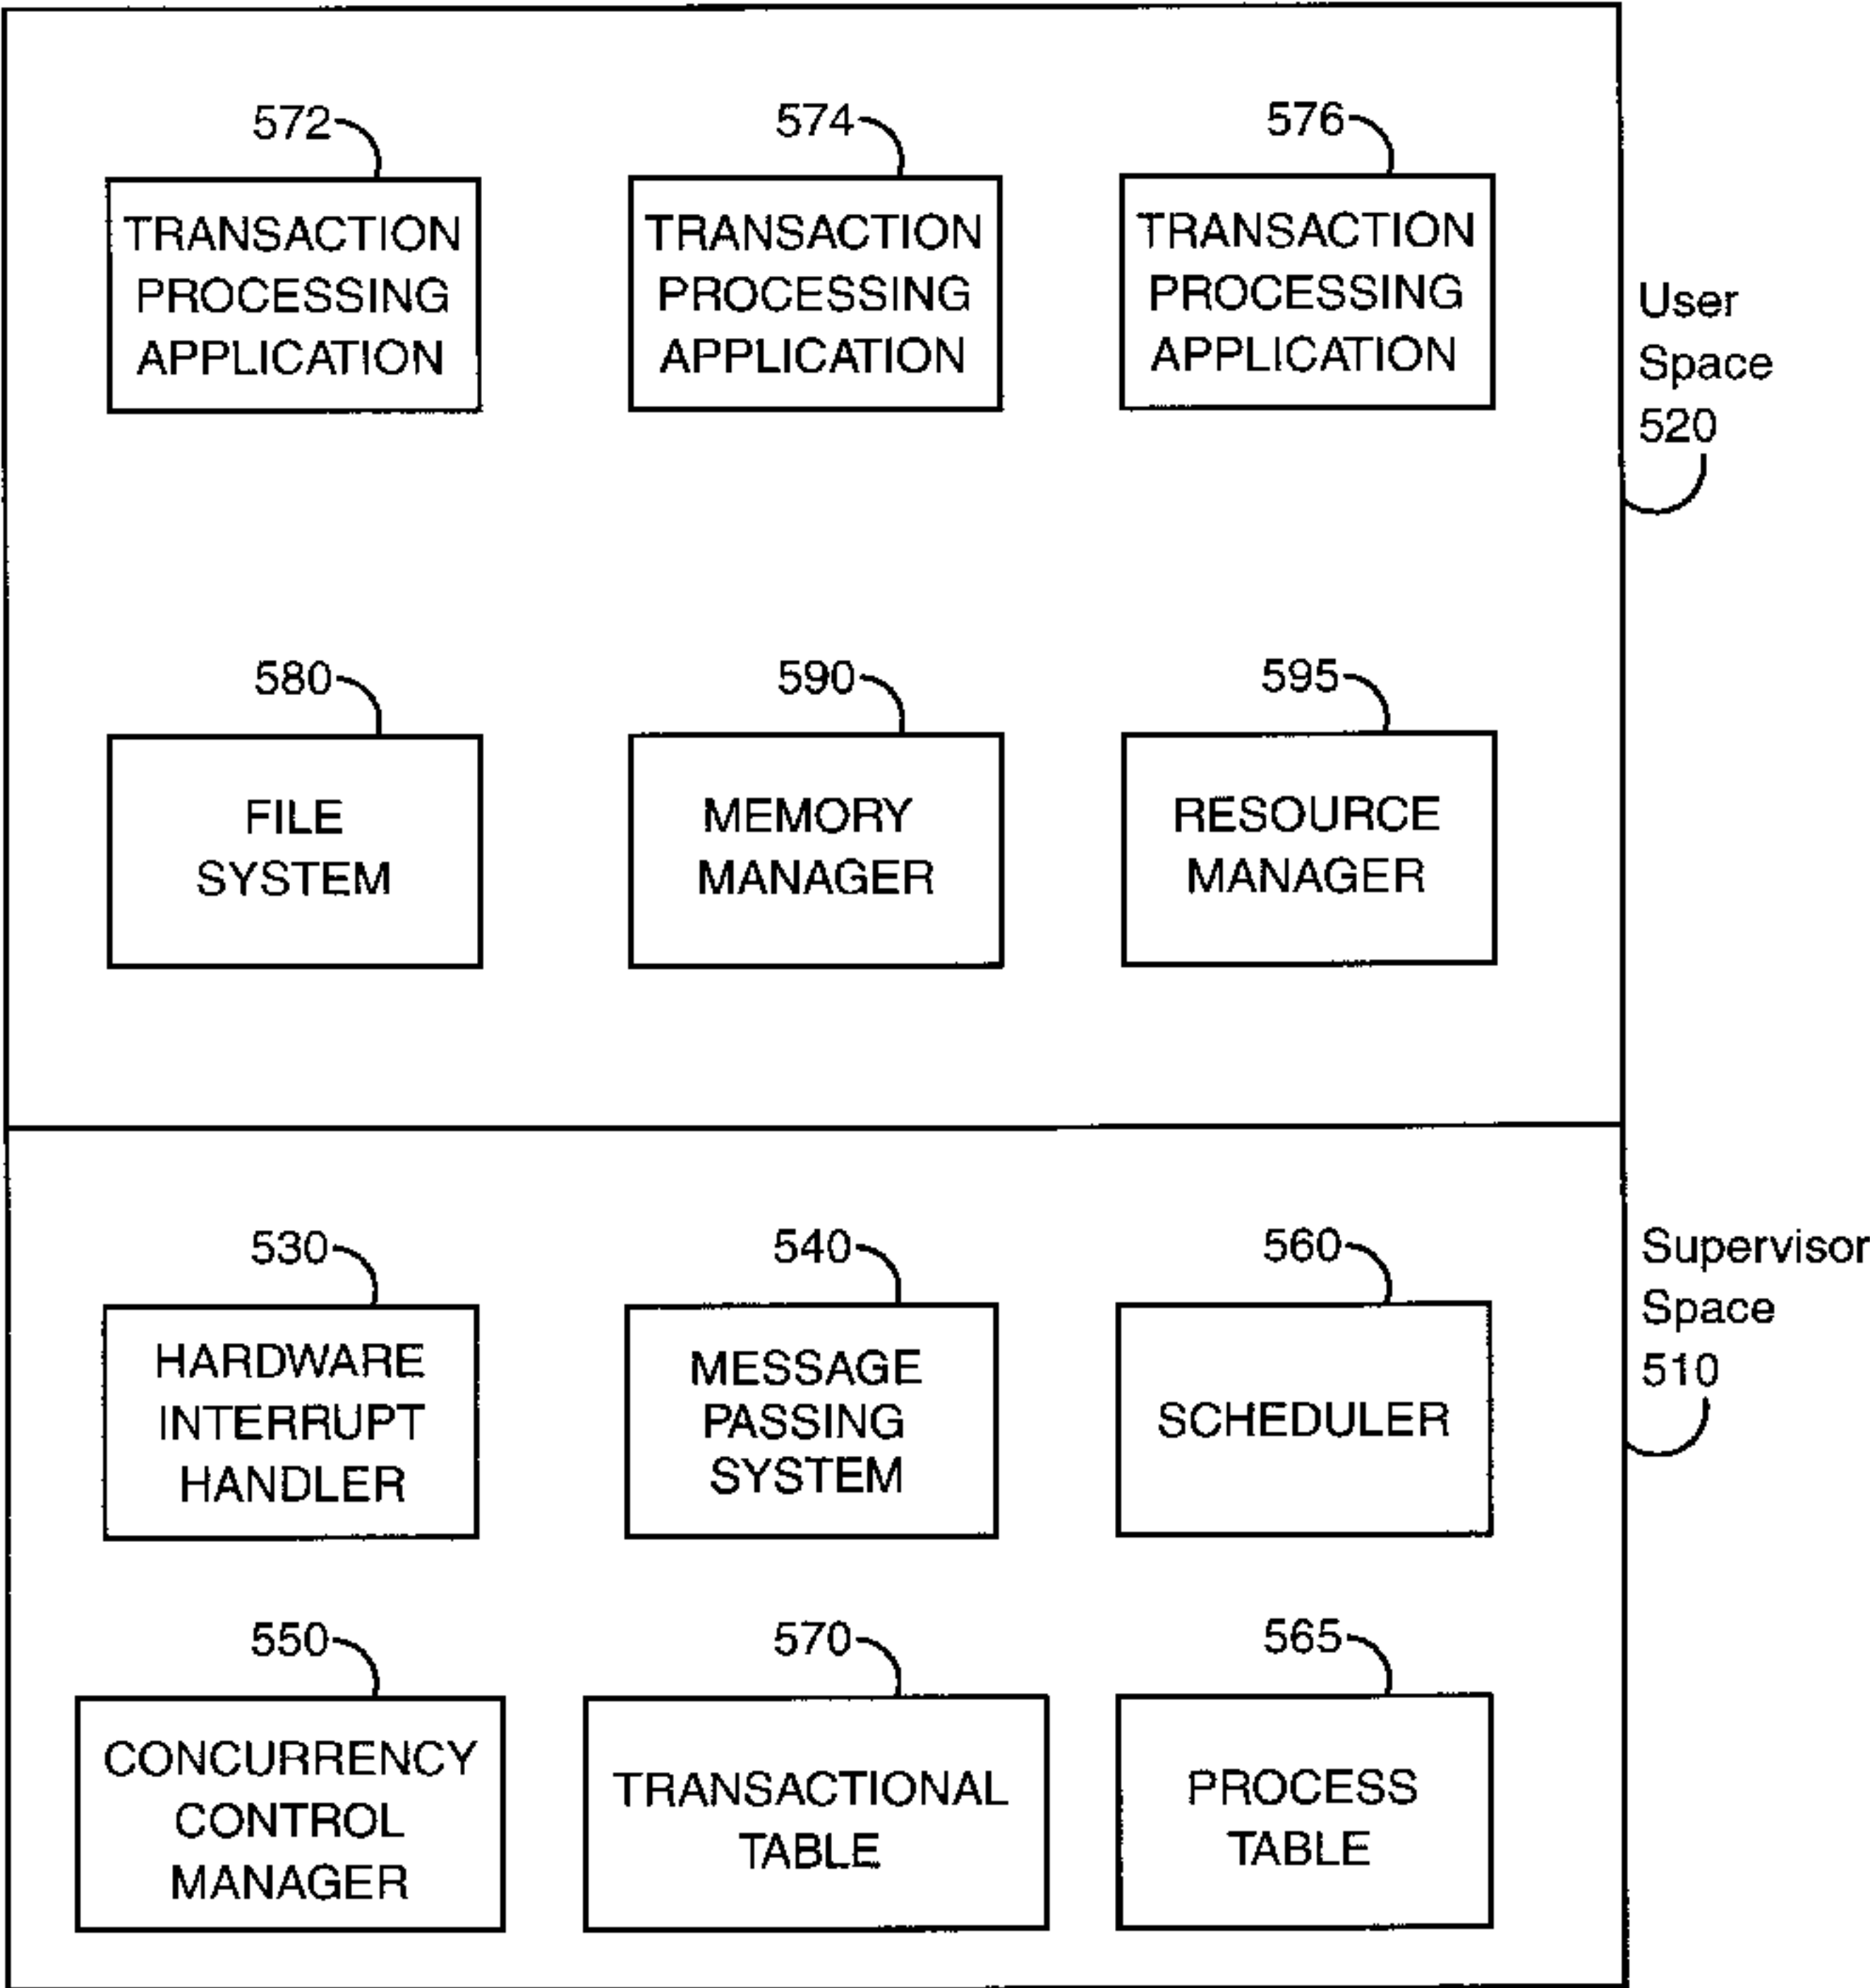 572
574
576
TRANSACTION
PROCESSING
APPLICATION
TRANSACTION
PROCESSING
APPLICATION
TRANSACTION
PROCESSING
APPLICATION
User
Space
520
580
590
595
FILE
SYSTEM
MEMORY
MANAGER
RESOURCE
MANAGER
530
540
560
HARDWARE
INTERRUPT
HANDLER
MESSAGE
PASSING
SYSTEM
SCHEDULER
Supervisor
Space
510
550
570
565
CONCURRENCY
CONTROL
MANAGER
TRANSACTIONAL
TABLE
PROCESS
TABLE